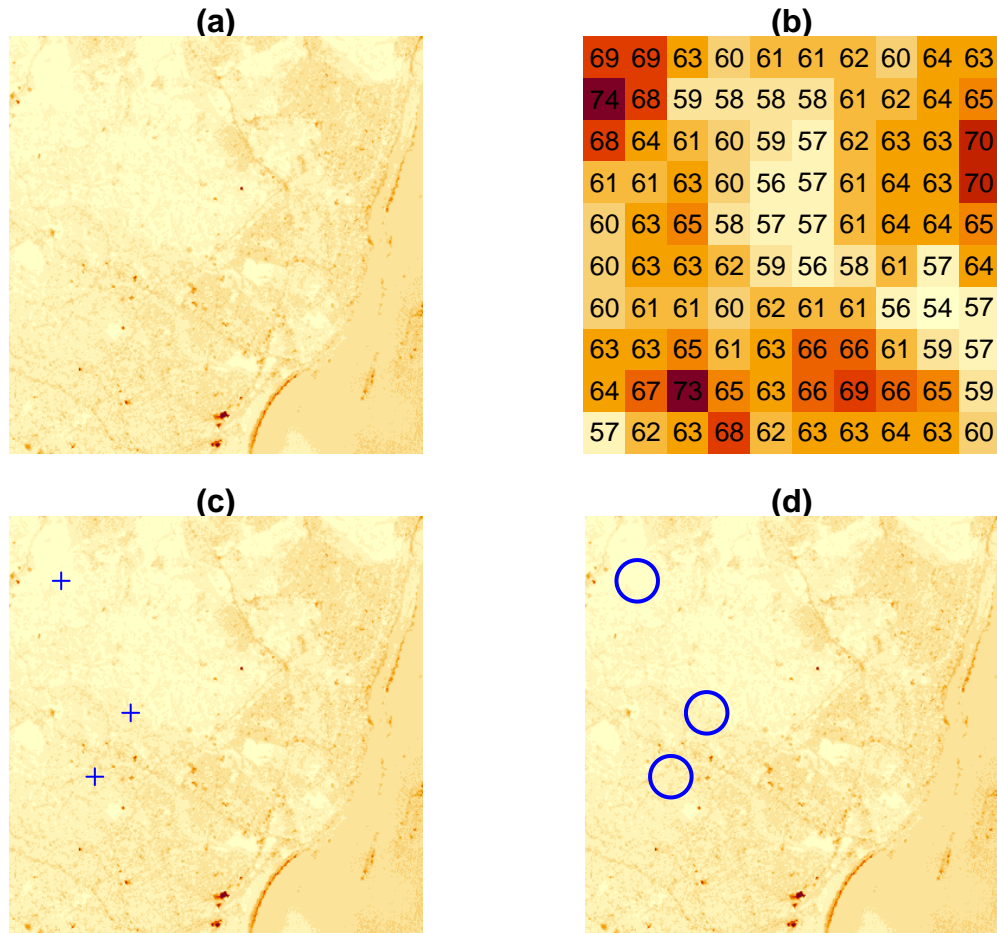 (a)
(b)
69 69 63 60 61 61 62 60 64 63
74 68 59 58 58 58 61 62 64 65
68 64 61 60 59 57 62 63 63 70
61 61 63 60 56 57 61 64 63 70
60 63 65 58 57 57 61 64 64 65
60 63 63 62 59 56 58 61 57 64
60 61 61 60 62 61 61 56 54 57
63 63 65 61 63 66 66 61 59 57
64 67 73 65 63 66 69 66 65 59
57 62 63 68 62 63 63 64 63 60
(c)
(d)